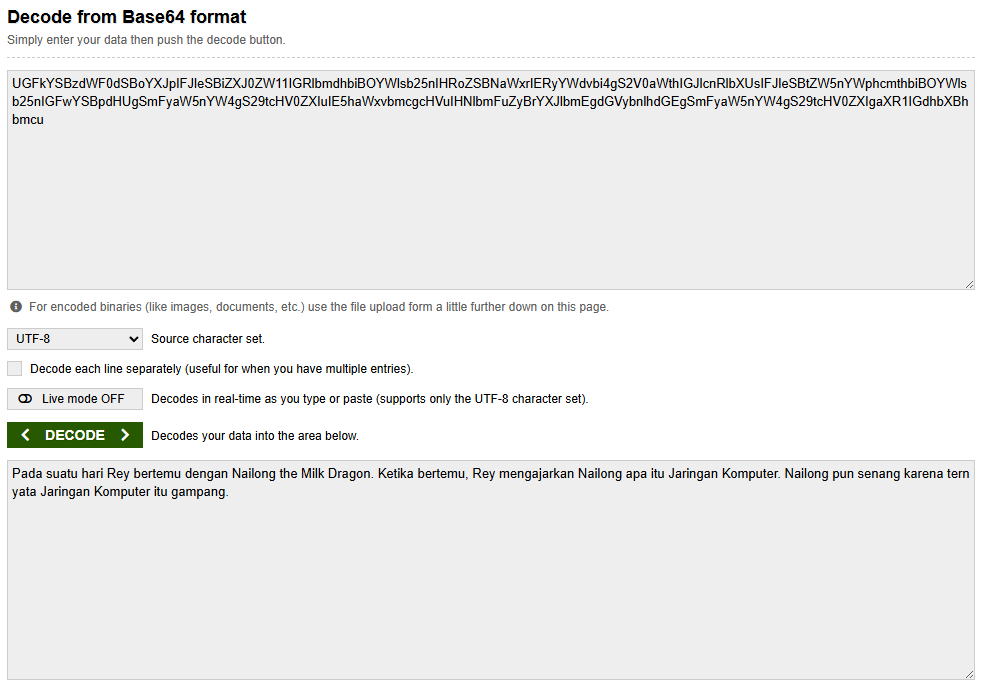 Decode from Base64 format
Simply enter your data then push the decode button.
UGFkYSBzdWF0dSBoYXJpIFJleSBiZXJ0ZW11IGRlbmdhbiBOYWlsb25nIHRoZSBNaWxrIERyYWdvbi4gS2V0aWthIGJlcnRlbXUsIFJleSBtZW5nYWphcmthbiBOYWls
b25nIGFwYSBpdHUgSmFyaW5nYW4gS29tcHV0ZXIuIE5haWxvbmcgcHVuIHNlbmFuZyBrYXJlbmEgdGVybnlhdGEgSmFyaW5nYW4gS29tcHV0ZXIgaXR1IGdhbXBh
bmcu
For encoded binaries (like images, documents, etc.) use the file upload form a little further down on this page.
UTF-8 Source character set.
Decode each line separately (useful for when you have multiple entries).
Live mode OFF Decodes in real-time as you type or paste (supports only the UTF-8 character set).
DECODE Decodes your data into the area below.
Pada suatu hari Rey bertemu dengan Nailong the Milk Dragon. Ketika bertemu, Rey mengajarkan Nailong apa itu Jaringan Komputer. Nailong pun senang karena tern
yata Jaringan Komputer itu gampang.